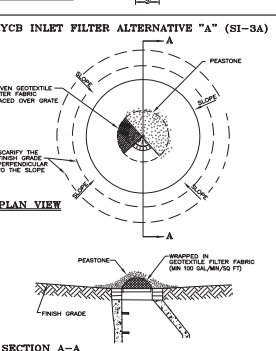 2'
YCB INLET FILTER ALTERNATIVE "A" (SI-3A)
A
PEASTONE
SLOPE
VEN GEOTEXTILE
TER FABRIC
ACED OVER GRATE
SLOPE
SCARIFY THE
FINISH GRADE
PERPENDICULAR
TO THE SLOPE
SLOPE
SLOPE
PLAN VIEW
A
PEASTONE
WRAPPED IN
GEOTEXTILE FILTER FABRIC
(MIN 100 GAL/MIN/SQ FT)
FINISH GRADE
SECTION A-A